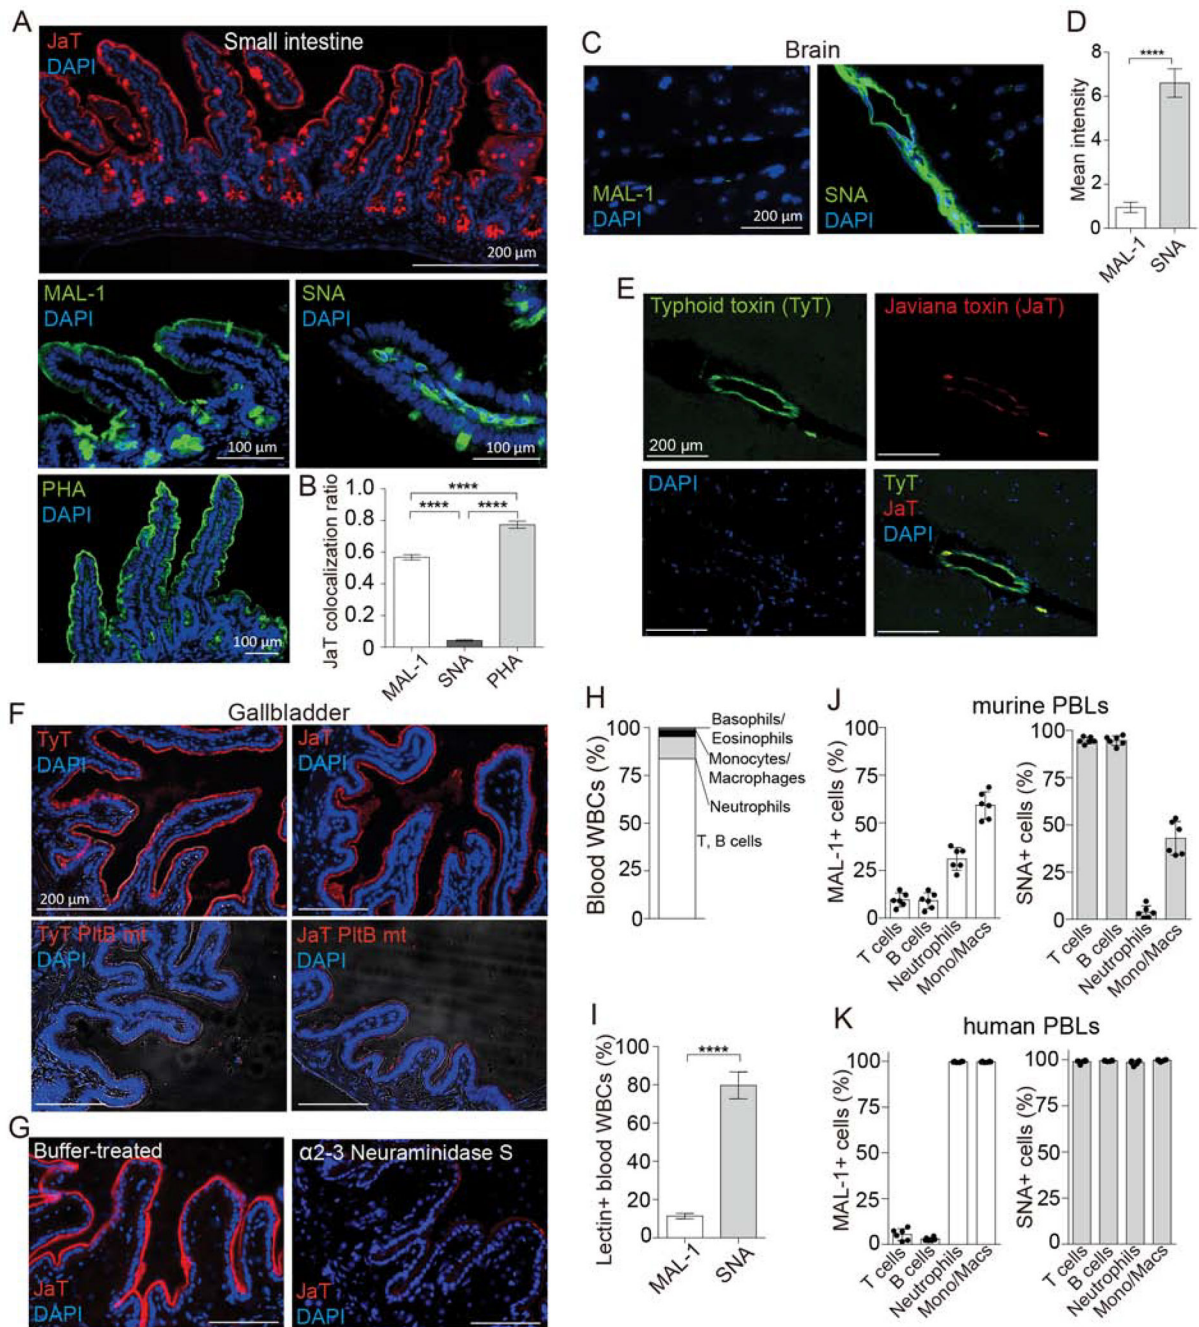 A
JaT
DAPI
Small intestine
200 µm
MAL-1
DAPI
100 µm
SNA
DAPI
100 µm
PHA
DAPI
100 µm
B
JaT colocalization ratio
1.0
0.8
0.6
0.4
0.2
0
****
**** ****
MAL-1
SNA
PHA
C
Brain
MAL-1
DAPI
200 µm
SNA
DAPI
D
Mean intensity
8
6
4
2
0
****
MAL-1
SNA
E
Typhoid toxin (TyT)
200 µm
Javiana toxin (JaT)
DAPI
TyT
JaT
DAPI
F
Gallbladder
TyT
DAPI
200 µm
JaT
DAPI
TyT PltB mt
DAPI
JaT PltB mt
DAPI
G
Buffer-treated
JaT
DAPI
α2-3 Neuraminidase S
JaT
DAPI
H
Blood WBCs (%)
100
75
50
25
0
Basophils/
Eosinophils
Monocytes/
Macrophages
Neutrophils
T, B cells
I
Lectin+ blood WBCs (%)
100
80
60
40
20
0
****
MAL-1
SNA
J
murine PBLs
MAL-1+ cells (%)
100
75
50
25
0
T cells
B cells
Neutrophils
Mono/Macs
SNA+ cells (%)
100
75
50
25
0
T cells
B cells
Neutrophils
Mono/Macs
K
human PBLs
MAL-1+ cells (%)
100
75
50
25
0
T cells
B cells
Neutrophils
Mono/Macs
SNA+ cells (%)
100
75
50
25
0
T cells
B cells
Neutrophils
Mono/Macs